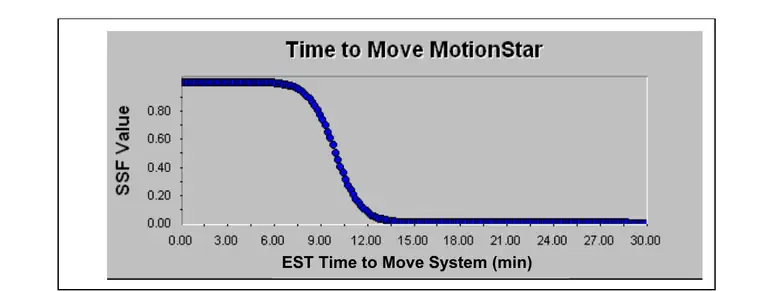 Time to Move MotionStar
SSF Value
0.80
0.60
0.40
0.20
0.00
0.00 3.00 6.00 9.00 12.00 15.00 18.00 21.00 24.00 27.00 30.00
EST Time to Move System (min)